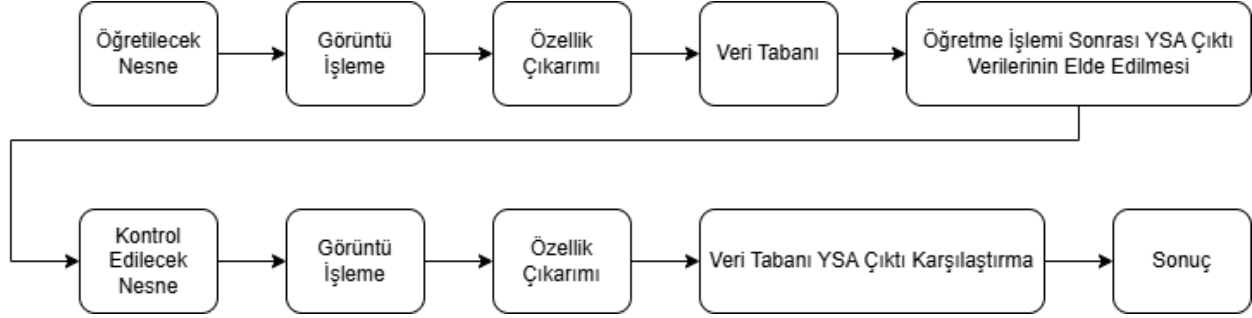 Öğretilecek
Nesne
Görüntü
İşleme
Özellik
Çıkarımı
Veri Tabanı
Öğretme İşlemi Sonrası YSA Çıktı
Verilerinin Elde Edilmesi
Kontrol
Edilecek
Nesne
Görüntü
İşleme
Özellik
Çıkarımı
Veri Tabanı YSA Çıktı Karşılaştırma
Sonuç